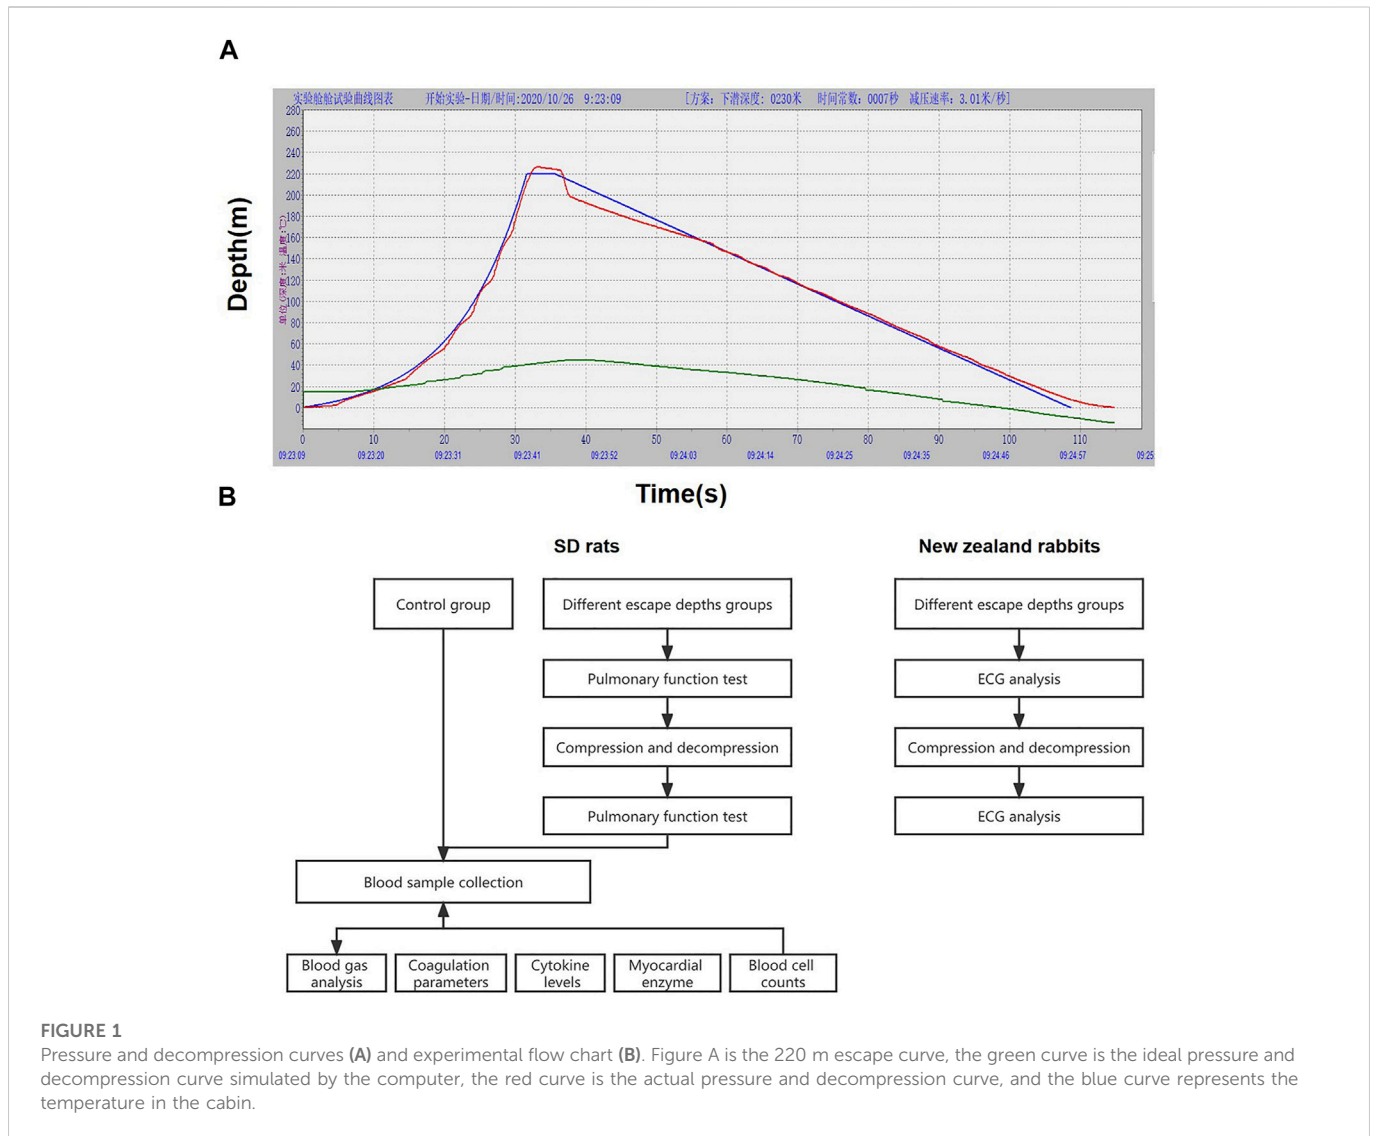 A
实验舱舱试验曲线图表 开始实验-日期/时间:2020/10/26 9:23:09 [方案: 下潜深度: 0230米 时间常数: 0007秒 减压速率: 3.01米/秒]
280
260
240
220
200
180
160
140
120
100
80
60
40
20
0
Depth(m)
单位(深度:米 温度:℃)
0 10 20 30 40 50 60 70 80 90 100 110
09:23:09 09:23:20 09:23:31 09:23:41 09:23:52 09:24:03 09:24:14 09:24:25 09:24:35 09:24:46 09:24:57 09:25
Time(s)
B
SD rats
New zealand rabbits
Control group
Different escape depths groups
Different escape depths groups
Pulmonary function test
ECG analysis
Compression and decompression
Compression and decompression
Pulmonary function test
ECG analysis
Blood sample collection
Blood gas
analysis
Coagulation
parameters
Cytokine
levels
Myocardial
enzyme
Blood cell
counts
FIGURE 1
Pressure and decompression curves (A) and experimental flow chart (B). Figure A is the 220 m escape curve, the green curve is the ideal pressure and
decompression curve simulated by the computer, the red curve is the actual pressure and decompression curve, and the blue curve represents the
temperature in the cabin.